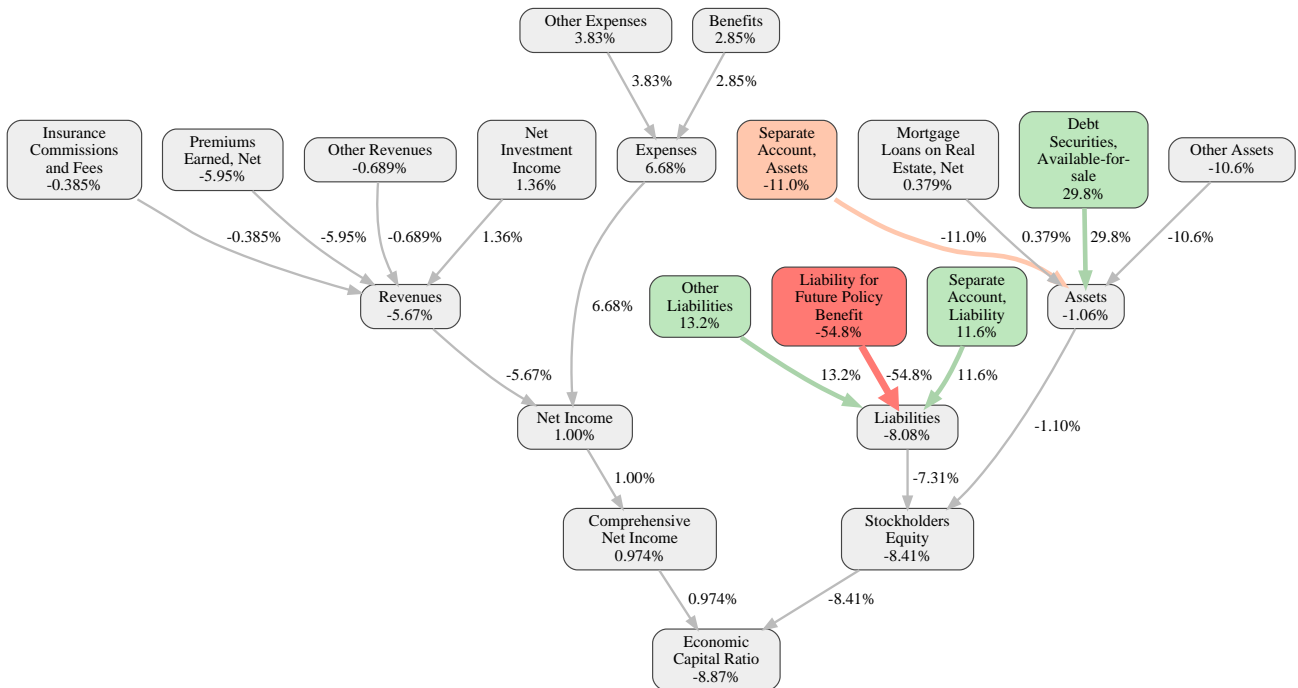 Other Expenses
3.83%
Benefits
2.85%
3.83%
2.85%
Insurance
Commissions
and Fees
-0.385%
Premiums
Earned, Net
-5.95%
Other Revenues
-0.689%
Net
Investment
Income
1.36%
Expenses
6.68%
Separate
Account,
Assets
-11.0%
Mortgage
Loans on Real
Estate, Net
0.379%
Debt
Securities,
Available-for-
sale
29.8%
Other Assets
-10.6%
-0.385%
-5.95%
-0.689%
1.36%
-11.0%
0.379%
29.8%
-10.6%
Revenues
-5.67%
6.68%
Other
Liabilities
13.2%
Liability for
Future Policy
Benefit
-54.8%
Separate
Account,
Liability
11.6%
Assets
-1.06%
-5.67%
13.2%
-54.8%
11.6%
Net Income
1.00%
Liabilities
-8.08%
-1.10%
1.00%
-7.31%
Comprehensive
Net Income
0.974%
Stockholders
Equity
-8.41%
0.974%
-8.41%
Economic
Capital Ratio
-8.87%